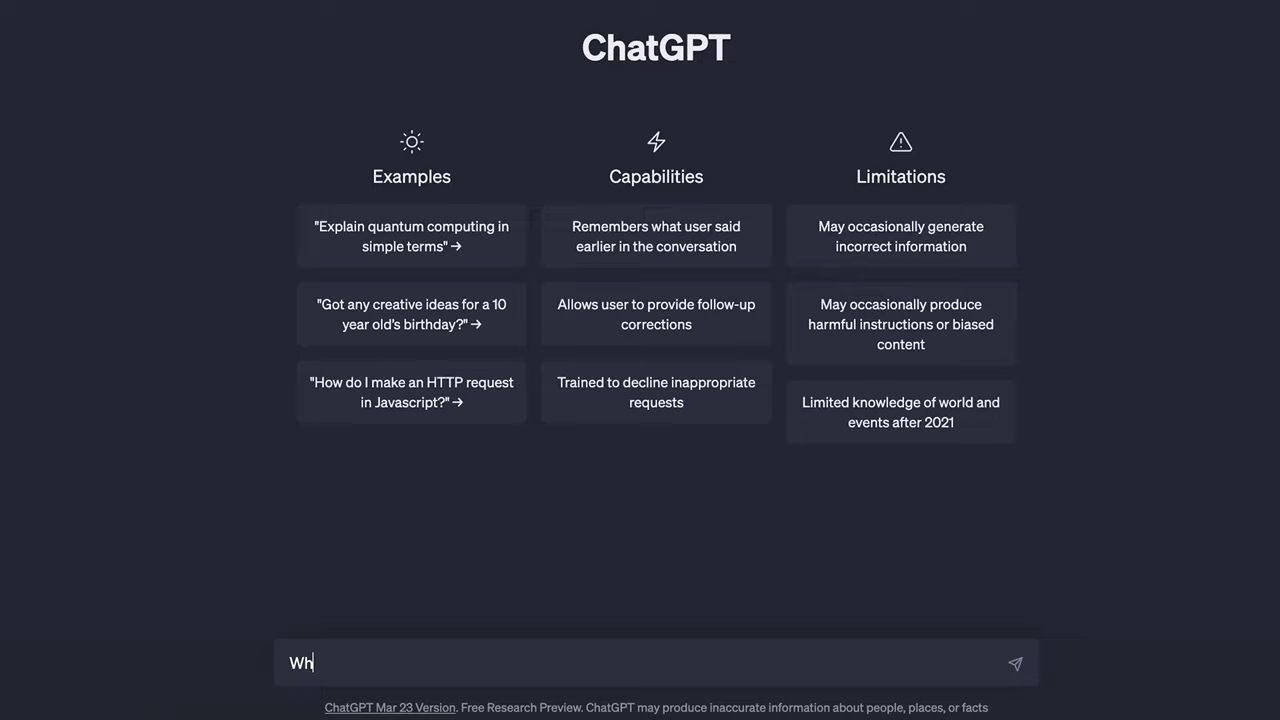 ChatGPT
Examples
"Explain quantum computing in
simple terms" →
"Got any creative ideas for a 10
year old's birthday?" →
"How do I make an HTTP request
in Javascript?" →
Capabilities
Remembers what user said
earlier in the conversation
Allows user to provide follow-up
corrections
Trained to decline inappropriate
requests
Limitations
May occasionally generate
incorrect information
May occasionally produce
harmful instructions or biased
content
Limited knowledge of world and
events after 2021
Wh
ChatGPT Mar 23 Version. Free Research Preview. ChatGPT may produce inaccurate information about people, places, or facts